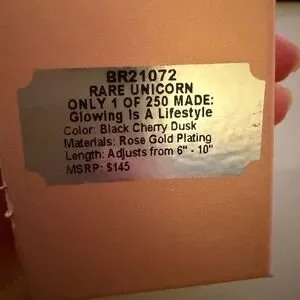 BR21072
RARE UNICORN
ONLY 1 OF 250 MADE:
Glowing Is A Lifestyle
Color: Black Cherry Dusk
Materials: Rose Gold Plating
Length: Adjusts from 6" - 10"
MSRP: $145